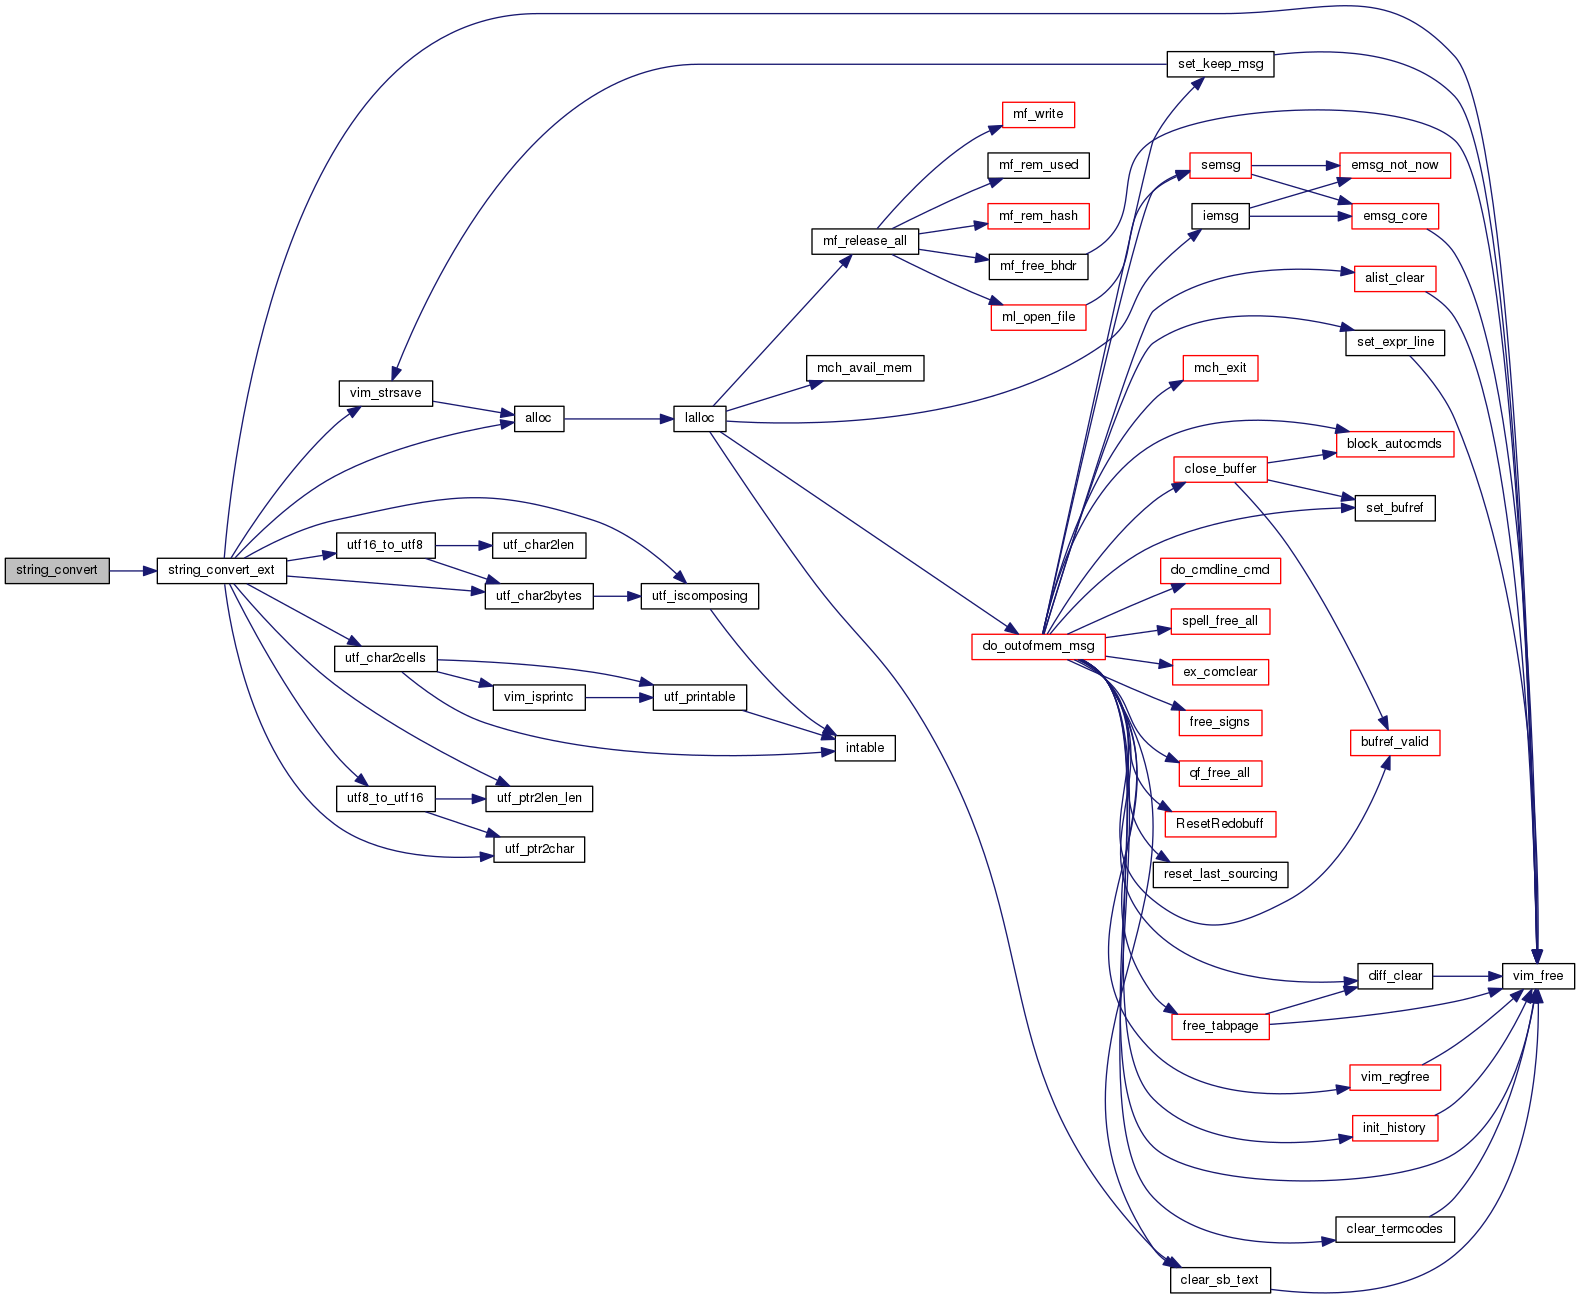 string_convert
string_convert_ext
vim_strsave
utf16_to_utf8
utf_char2cells
utf8_to_utf16
alloc
utf_char2len
utf_char2bytes
vim_isprintc
utf_ptr2len_len
utf_ptr2char
lalloc
utf_iscomposing
utf_printable
mf_release_all
mch_avail_mem
intable
mf_write
mf_rem_used
mf_rem_hash
mf_free_bhdr
ml_open_file
do_outofmem_msg
set_keep_msg
semsg
iemsg
mch_exit
close_buffer
do_cmdline_cmd
spell_free_all
ex_comclear
free_signs
qf_free_all
ResetRedobuff
reset_last_sourcing
free_tabpage
clear_sb_text
emsg_not_now
emsg_core
alist_clear
set_expr_line
block_autocmds
set_bufref
bufref_valid
diff_clear
vim_regfree
init_history
clear_termcodes
vim_free